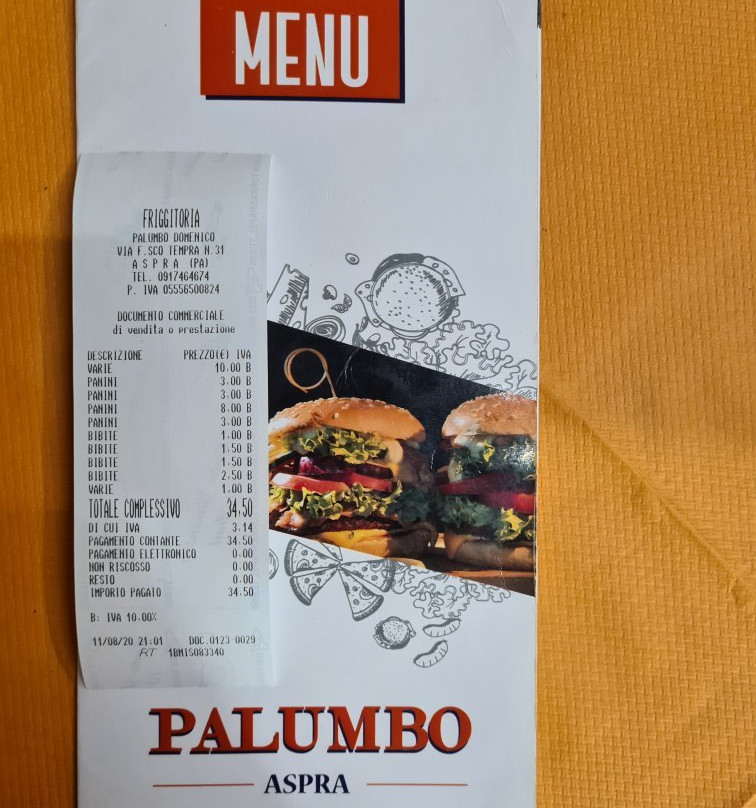 MENU
FRIGGITORIA
PALUMBO DOMENICO
VIA F.SCO TEMPRA N.31
A S P R A (PA)
TEL. 0917464674
P. IVA 05556500824
DOCUMENTO COMMERCIALE
di vendita o prestazione
DESCRIZIONE PREZZO(€) IVA
VARIE 10.00 B
PANINI 3.00 B
PANINI 3.00 B
PANINI 8.00 B
PANINI 3.00 B
BIBITE 1.00 B
BIBITE 1.50 B
BIBITE 1.50 B
BIBITE 2.50 B
VARIE 1.00 B
TOTALE COMPLESSIVO 34.50
DI CUI IVA 3.14
PAGAMENTO CONTANTE 34.50
PAGAMENTO ELETTRONICO 0.00
NON RISCOSSO 0.00
RESTO 0.00
IMPORTO PAGATO 34.50
B: IVA 10.00%
11/08/20 21:01 DOC.0123-0029
RT 1BMIS083340
PALUMBO
ASPRA